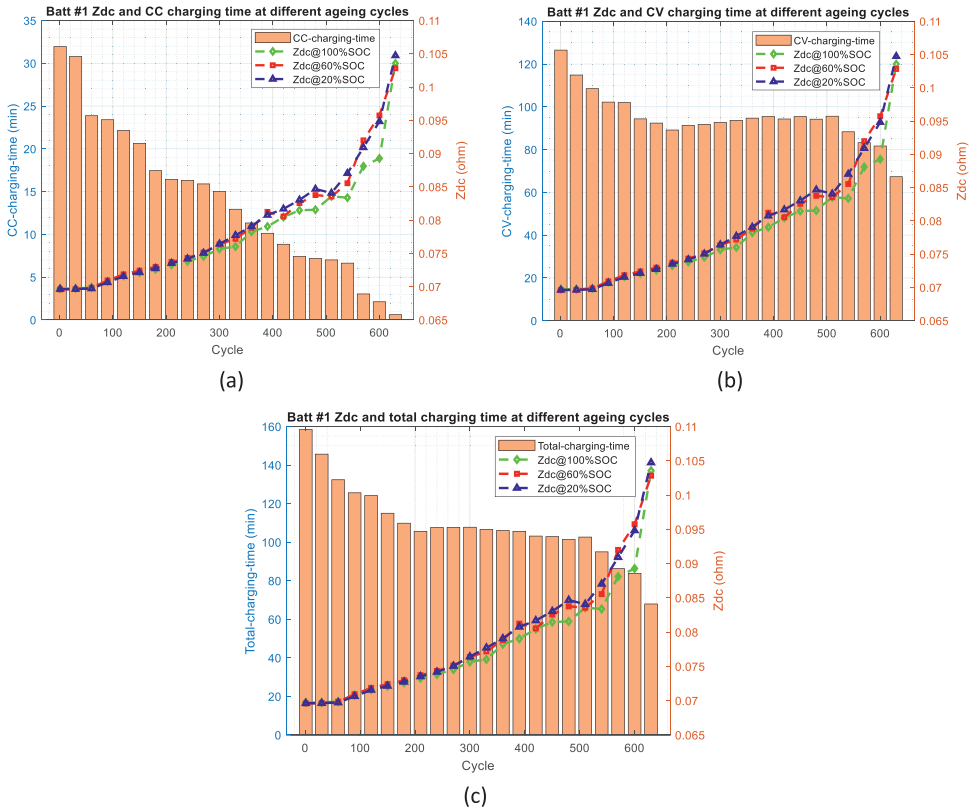 Batt #1 Zdc and CC charging time at different ageing cycles
CC-charging-time
Zdc@100%SOC
Zdc@60%SOC
Zdc@20%SOC
CC-charging-time (min)
35
30
25
20
15
10
5
0
0.11
0.105
0.1
0.095
0.09
0.085
0.08
0.075
0.07
0.065
Zdc (ohm)
0 100 200 300 400 500 600
Cycle
(a)
Batt #1 Zdc and CV charging time at different ageing cycles
CV-charging-time
Zdc@100%SOC
Zdc@60%SOC
Zdc@20%SOC
CV-charging-time (min)
140
120
100
80
60
40
20
0
0.11
0.105
0.1
0.095
0.09
0.085
0.08
0.075
0.07
0.065
Zdc (ohm)
0 100 200 300 400 500 600
Cycle
(b)
Batt #1 Zdc and total charging time at different ageing cycles
Total-charging-time
Zdc@100%SOC
Zdc@60%SOC
Zdc@20%SOC
Total-charging-time (min)
160
140
120
100
80
60
40
20
0
0.11
0.105
0.1
0.095
0.09
0.085
0.08
0.075
0.07
0.065
Zdc (ohm)
0 100 200 300 400 500 600
Cycle
(c)